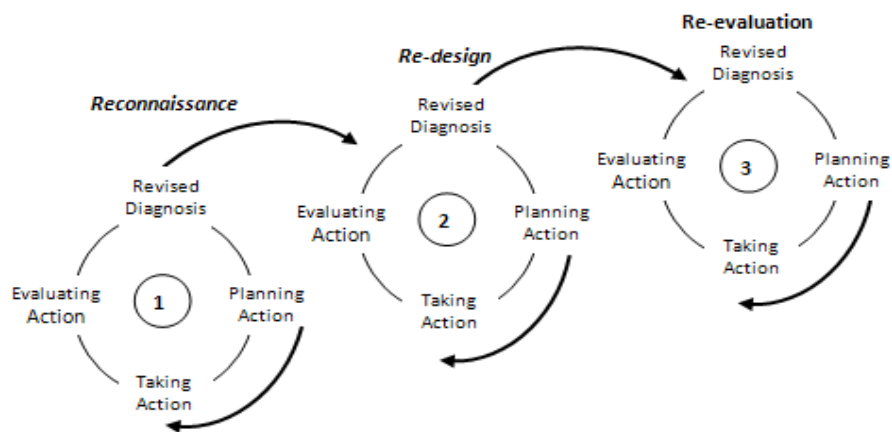 Reconnaissance
Revised
Diagnosis
Evaluating
Action
1
Planning
Action
Taking
Action
Re-design
Revised
Diagnosis
Evaluating
Action
2
Planning
Action
Taking
Action
Re-evaluation
Revised
Diagnosis
Evaluating
Action
3
Planning
Action
Taking
Action